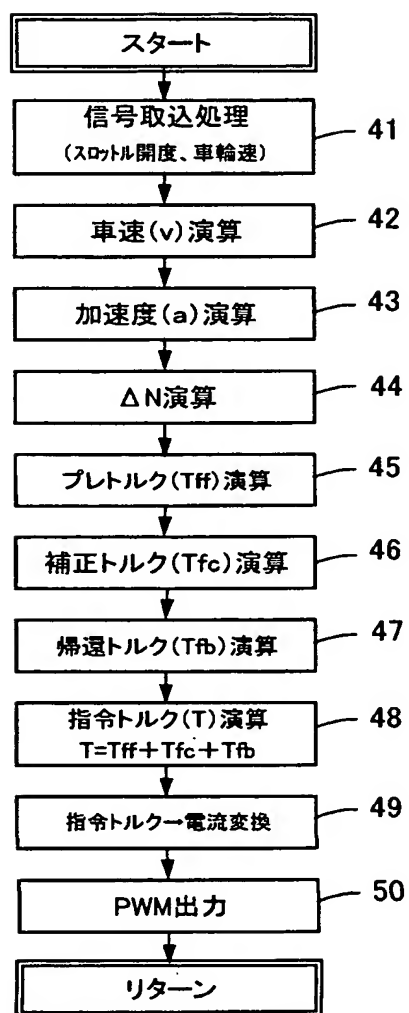 スタート
信号取込処理
(スロットル開度、車輪速)
41
車速(v)演算
42
加速度(a)演算
43
ΔN演算
44
プレトルク(Tff)演算
45
補正トルク(Tfc)演算
46
帰還トルク(Tfb)演算
47
指令トルク(T)演算
T=Tff+Tfc+Tfb
48
指令トルク→電流変換
49
PWM出力
50
リターン